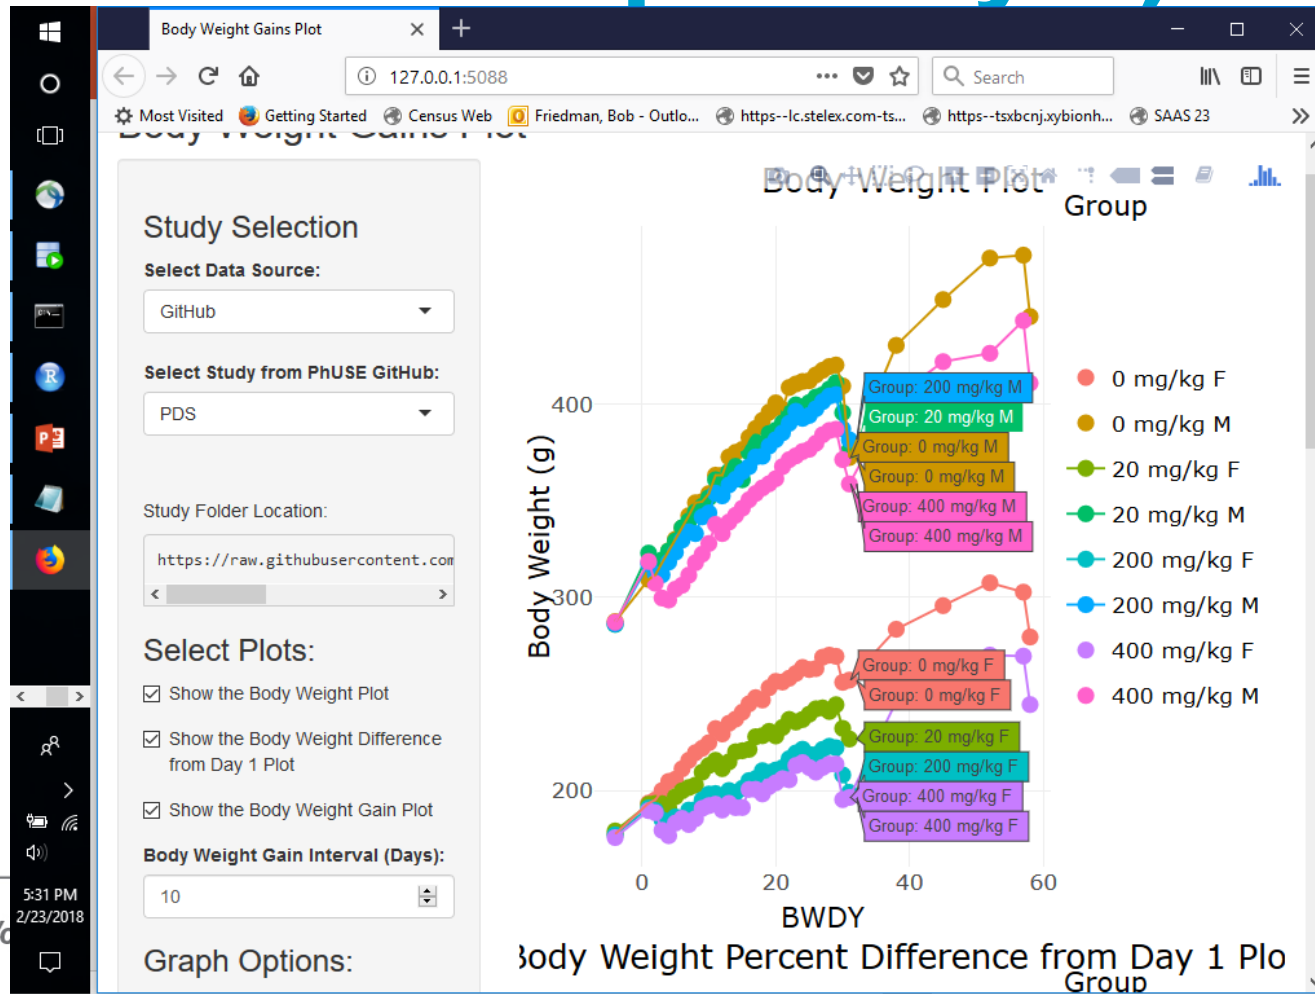 Body Weight Gains Plot
127.0.0.1:5088
Search
Most Visited
Getting Started
Census Web
Friedman, Bob - Outlo...
https--lc.stelex.com-ts...
https--tsxbcnj.xybionh...
SAAS 23
Body Weight Gains Plot
Study Selection
Select Data Source:
GitHub
Select Study from PhUSE GitHub:
PDS
Study Folder Location:
https://raw.githubusercontent.com
Select Plots:
Show the Body Weight Plot
Show the Body Weight Difference
from Day 1 Plot
Show the Body Weight Gain Plot
Body Weight Gain Interval (Days):
10
Graph Options:
Body Weight Plot
Group
400
300
200
Body Weight (g)
0
20
40
60
BWDY
Group: 200 mg/kg M
Group: 20 mg/kg M
Group: 0 mg/kg M
Group: 0 mg/kg M
Group: 400 mg/kg M
Group: 400 mg/kg M
Group: 0 mg/kg F
Group: 0 mg/kg F
Group: 20 mg/kg F
Group: 200 mg/kg F
Group: 400 mg/kg F
Group: 400 mg/kg F
0 mg/kg F
0 mg/kg M
20 mg/kg F
20 mg/kg M
200 mg/kg F
200 mg/kg M
400 mg/kg F
400 mg/kg M
Body Weight Percent Difference from Day 1 Plo
Group
5:31 PM
2/23/2018